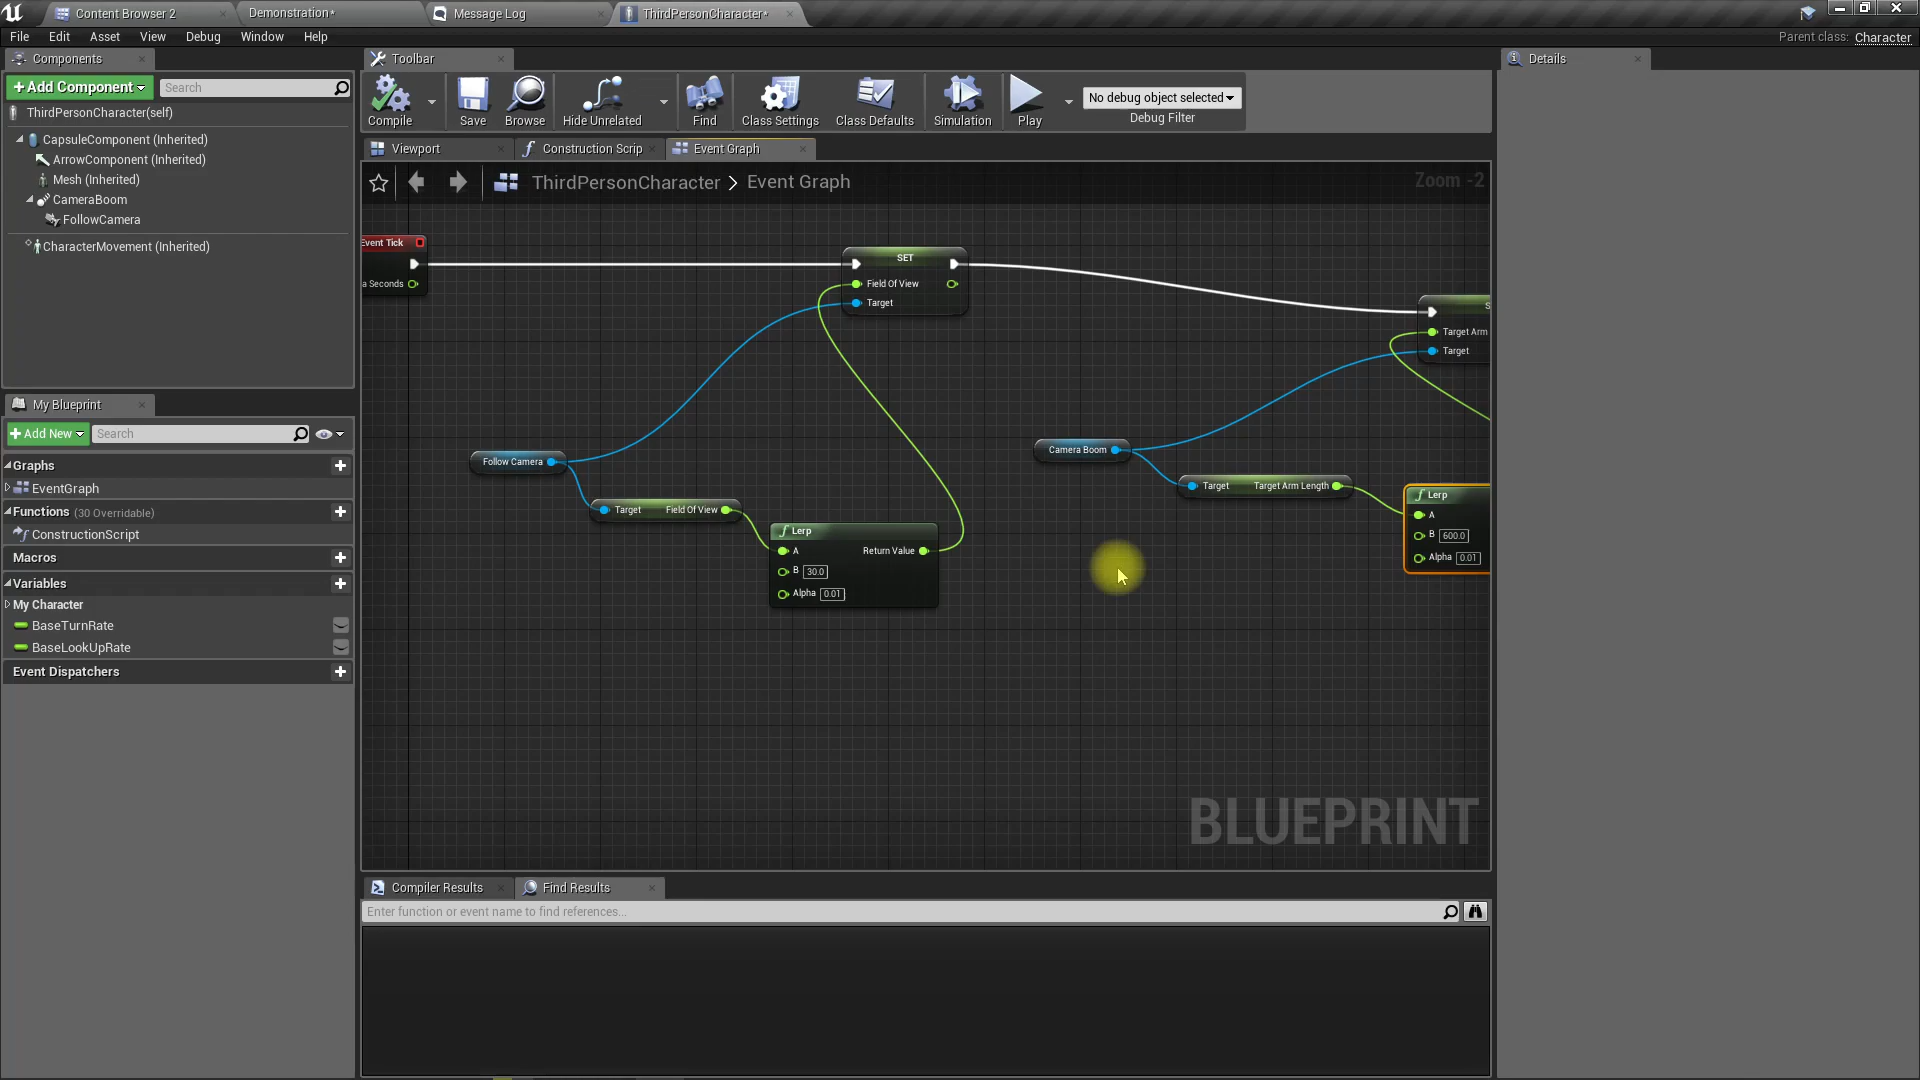 Content Browser 2
Demonstration*
Message Log
ThirdPersonCharacter*
File Edit Asset View Debug Window Help
Parent class: Character
Components
+Add Component
Search
ThirdPersonCharacter(self)
CapsuleComponent (Inherited)
ArrowComponent (Inherited)
Mesh (Inherited)
CameraBoom
FollowCamera
CharacterMovement (Inherited)
My Blueprint
+Add New
Search
Graphs
EventGraph
Functions (30 Overridable)
ConstructionScript
Macros
Variables
My Character
BaseTurnRate
BaseLookUpRate
Event Dispatchers
Toolbar
Compile
Save
Browse
Hide Unrelated
Find
Class Settings
Class Defaults
Simulation
Play
No debug object selected
Debug Filter
Viewport
Construction Scrip
Event Graph
ThirdPersonCharacter > Event Graph
Zoom -2
Event Tick
a Seconds
SET
Field Of View
Target
Follow Camera
Target Field Of View
f Lerp
A Return Value
B 30.0
Alpha 0.01
Camera Boom
Target Target Arm Length
S
Target Arm
Target
f Lerp
A
B 600.0
Alpha 0.01
BLUEPRINT
Compiler Results
Find Results
Enter function or event name to find references...
Details